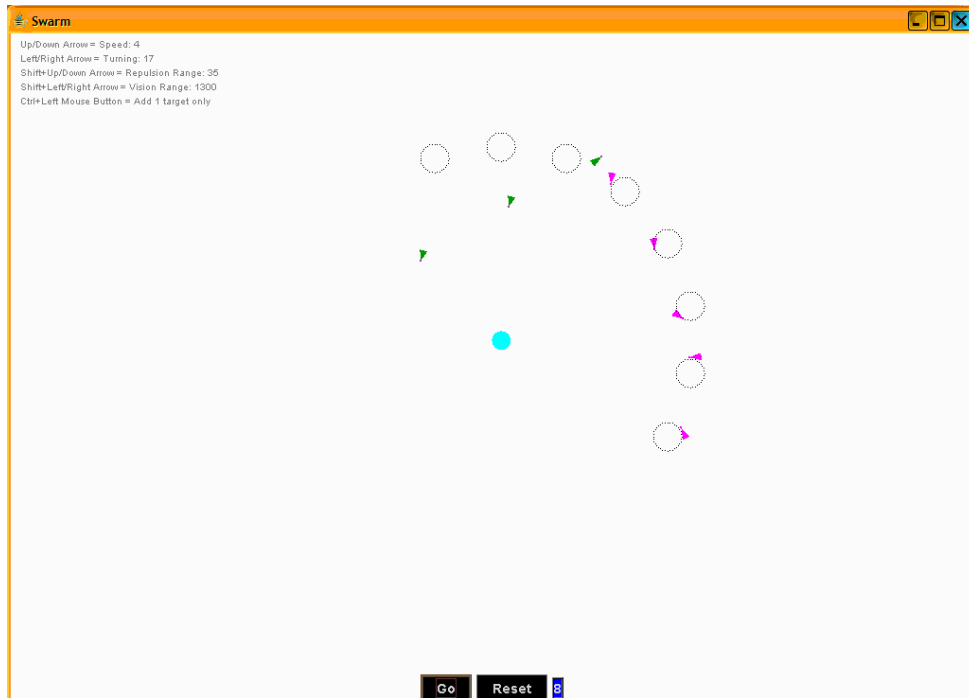 Swarm
Up/Down Arrow = Speed: 4
Left/Right Arrow = Turning: 17
Shift+Up/Down Arrow = Repulsion Range: 35
Shift+Left/Right Arrow = Vision Range: 1300
Ctrl+Left Mouse Button = Add 1 target only
Go Reset 8